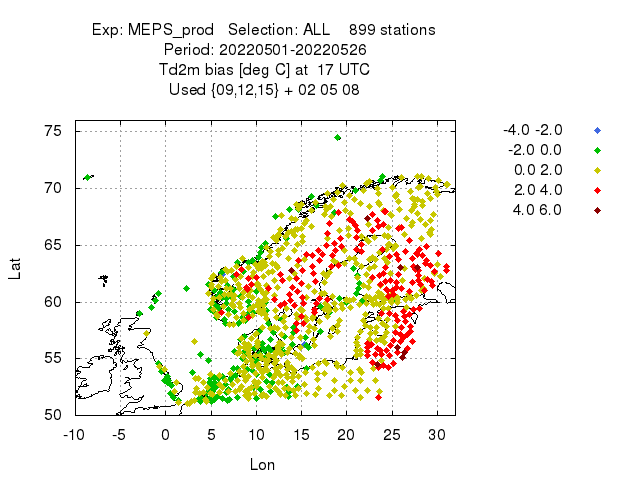 Exp: MEPS_prod   Selection: ALL    899 stations
Period: 20220501-20220526
Td2m bias [deg C] at  17 UTC
Used {09,12,15} + 02 05 08
-4.0 -2.0
-2.0  0.0
0.0  2.0
2.0  4.0
4.0  6.0
75
70
65
60
55
50
Lat
-10 -5 0 5 10 15 20 25 30
Lon